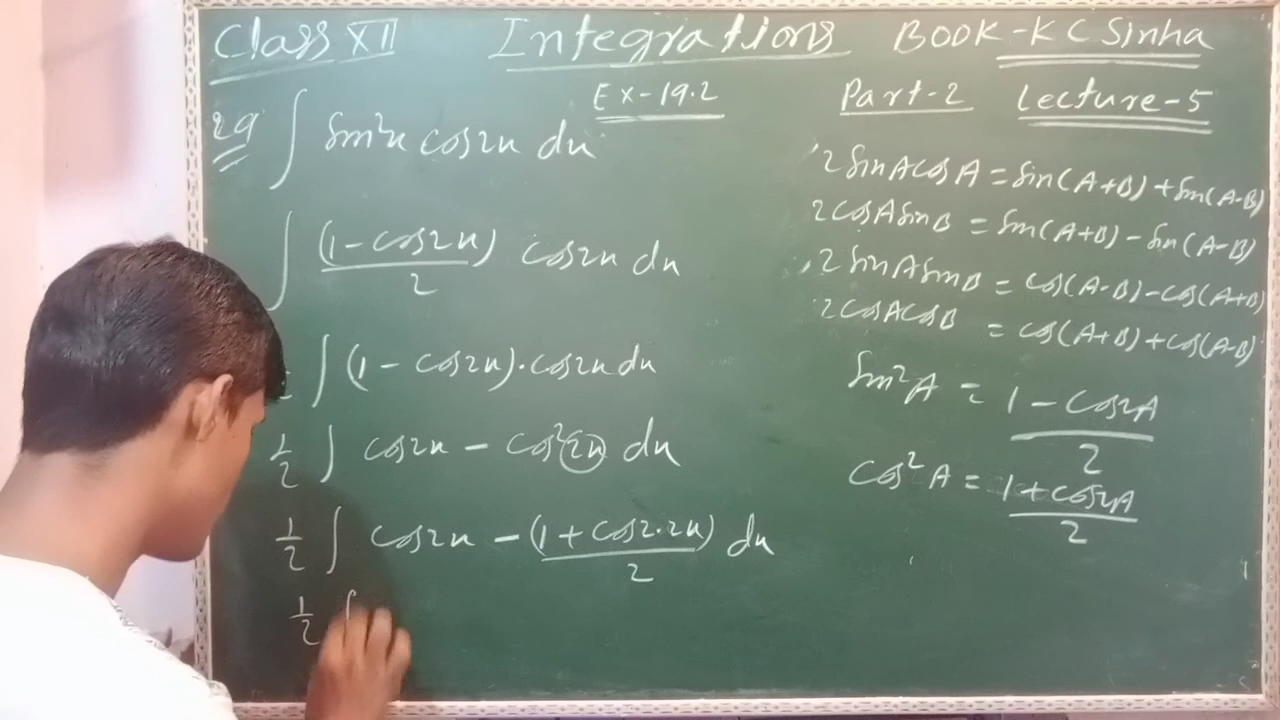 Class XII Integrations BOOK-KC Sinha
Ex-19.2 Part-2 Lecture-5
29 ∫ Sin²x cos2x dx
∫ (1-cos2x)/2 cos2x dx
∫ (1-cos2x).cos2x dx
1/2 ∫ cos2x - cos²2x dx
1/2 ∫ cos2x - (1+cos2.2x)/2 dx
1/2 ∫
2 SinA cosA = Sin(A+B) + Sin(A-B)
2 cosA sinB = Sin(A+B) - Sin(A-B)
2 SinA SinB = cos(A-B) - cos(A+B)
2 cosA cosB = cos(A+B) + cos(A-B)
Sin²A = 1-cos2A/2
Cos²A = 1+cos2A/2